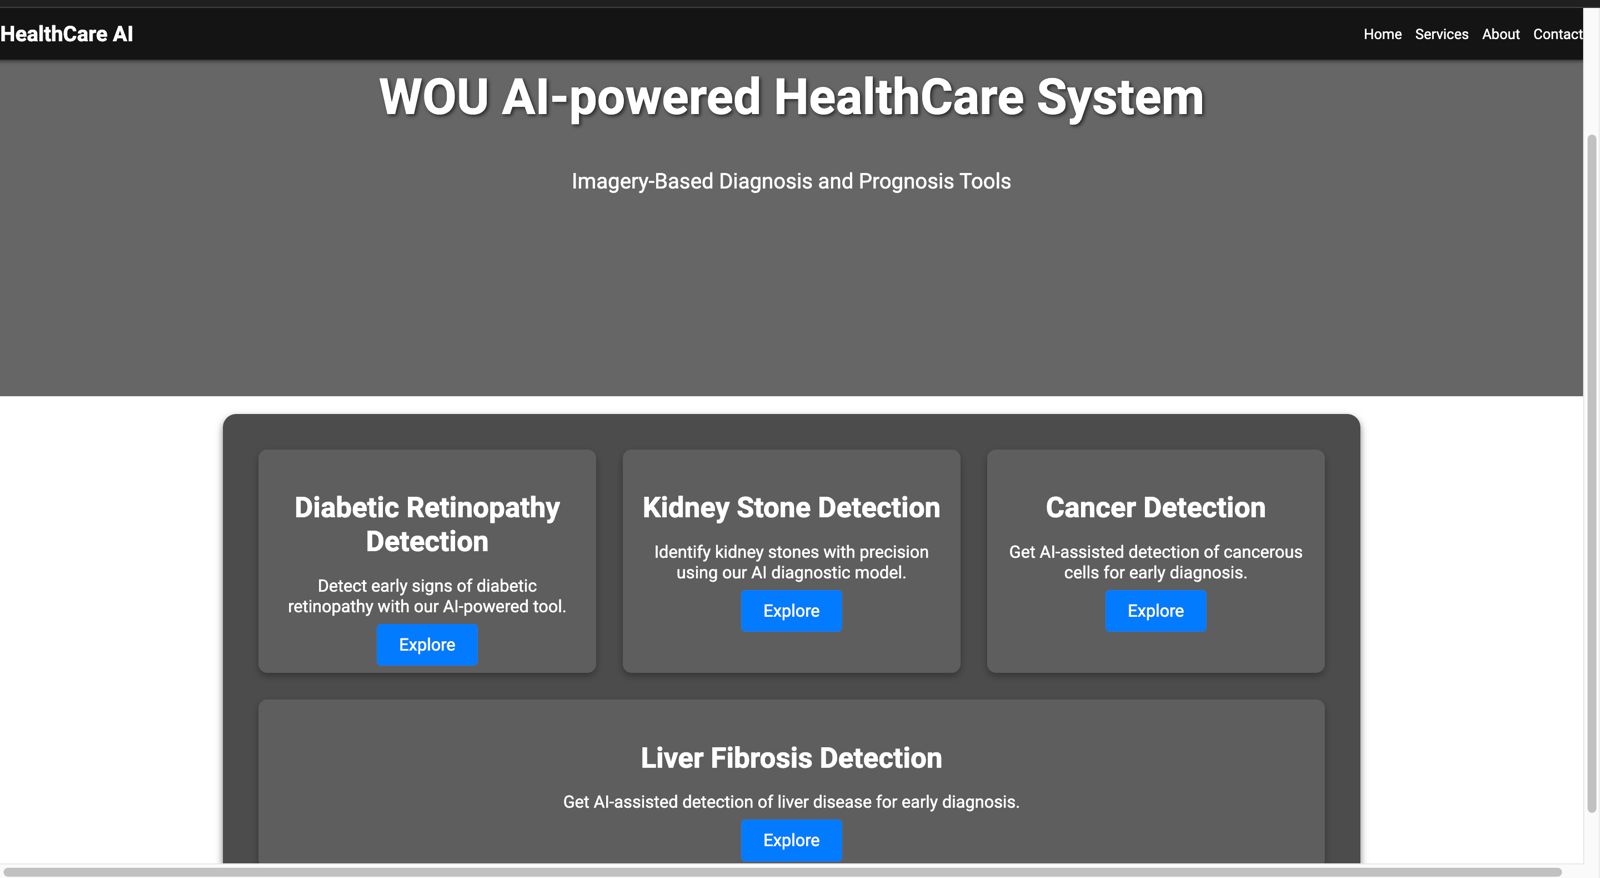 HealthCare AI
Home Services About Contact
WOU AI-powered HealthCare System
Imagery-Based Diagnosis and Prognosis Tools
Diabetic Retinopathy
Detection
Detect early signs of diabetic
retinopathy with our AI-powered tool.
Explore
Kidney Stone Detection
Identify kidney stones with precision
using our AI diagnostic model.
Explore
Cancer Detection
Get AI-assisted detection of cancerous
cells for early diagnosis.
Explore
Liver Fibrosis Detection
Get AI-assisted detection of liver disease for early diagnosis.
Explore